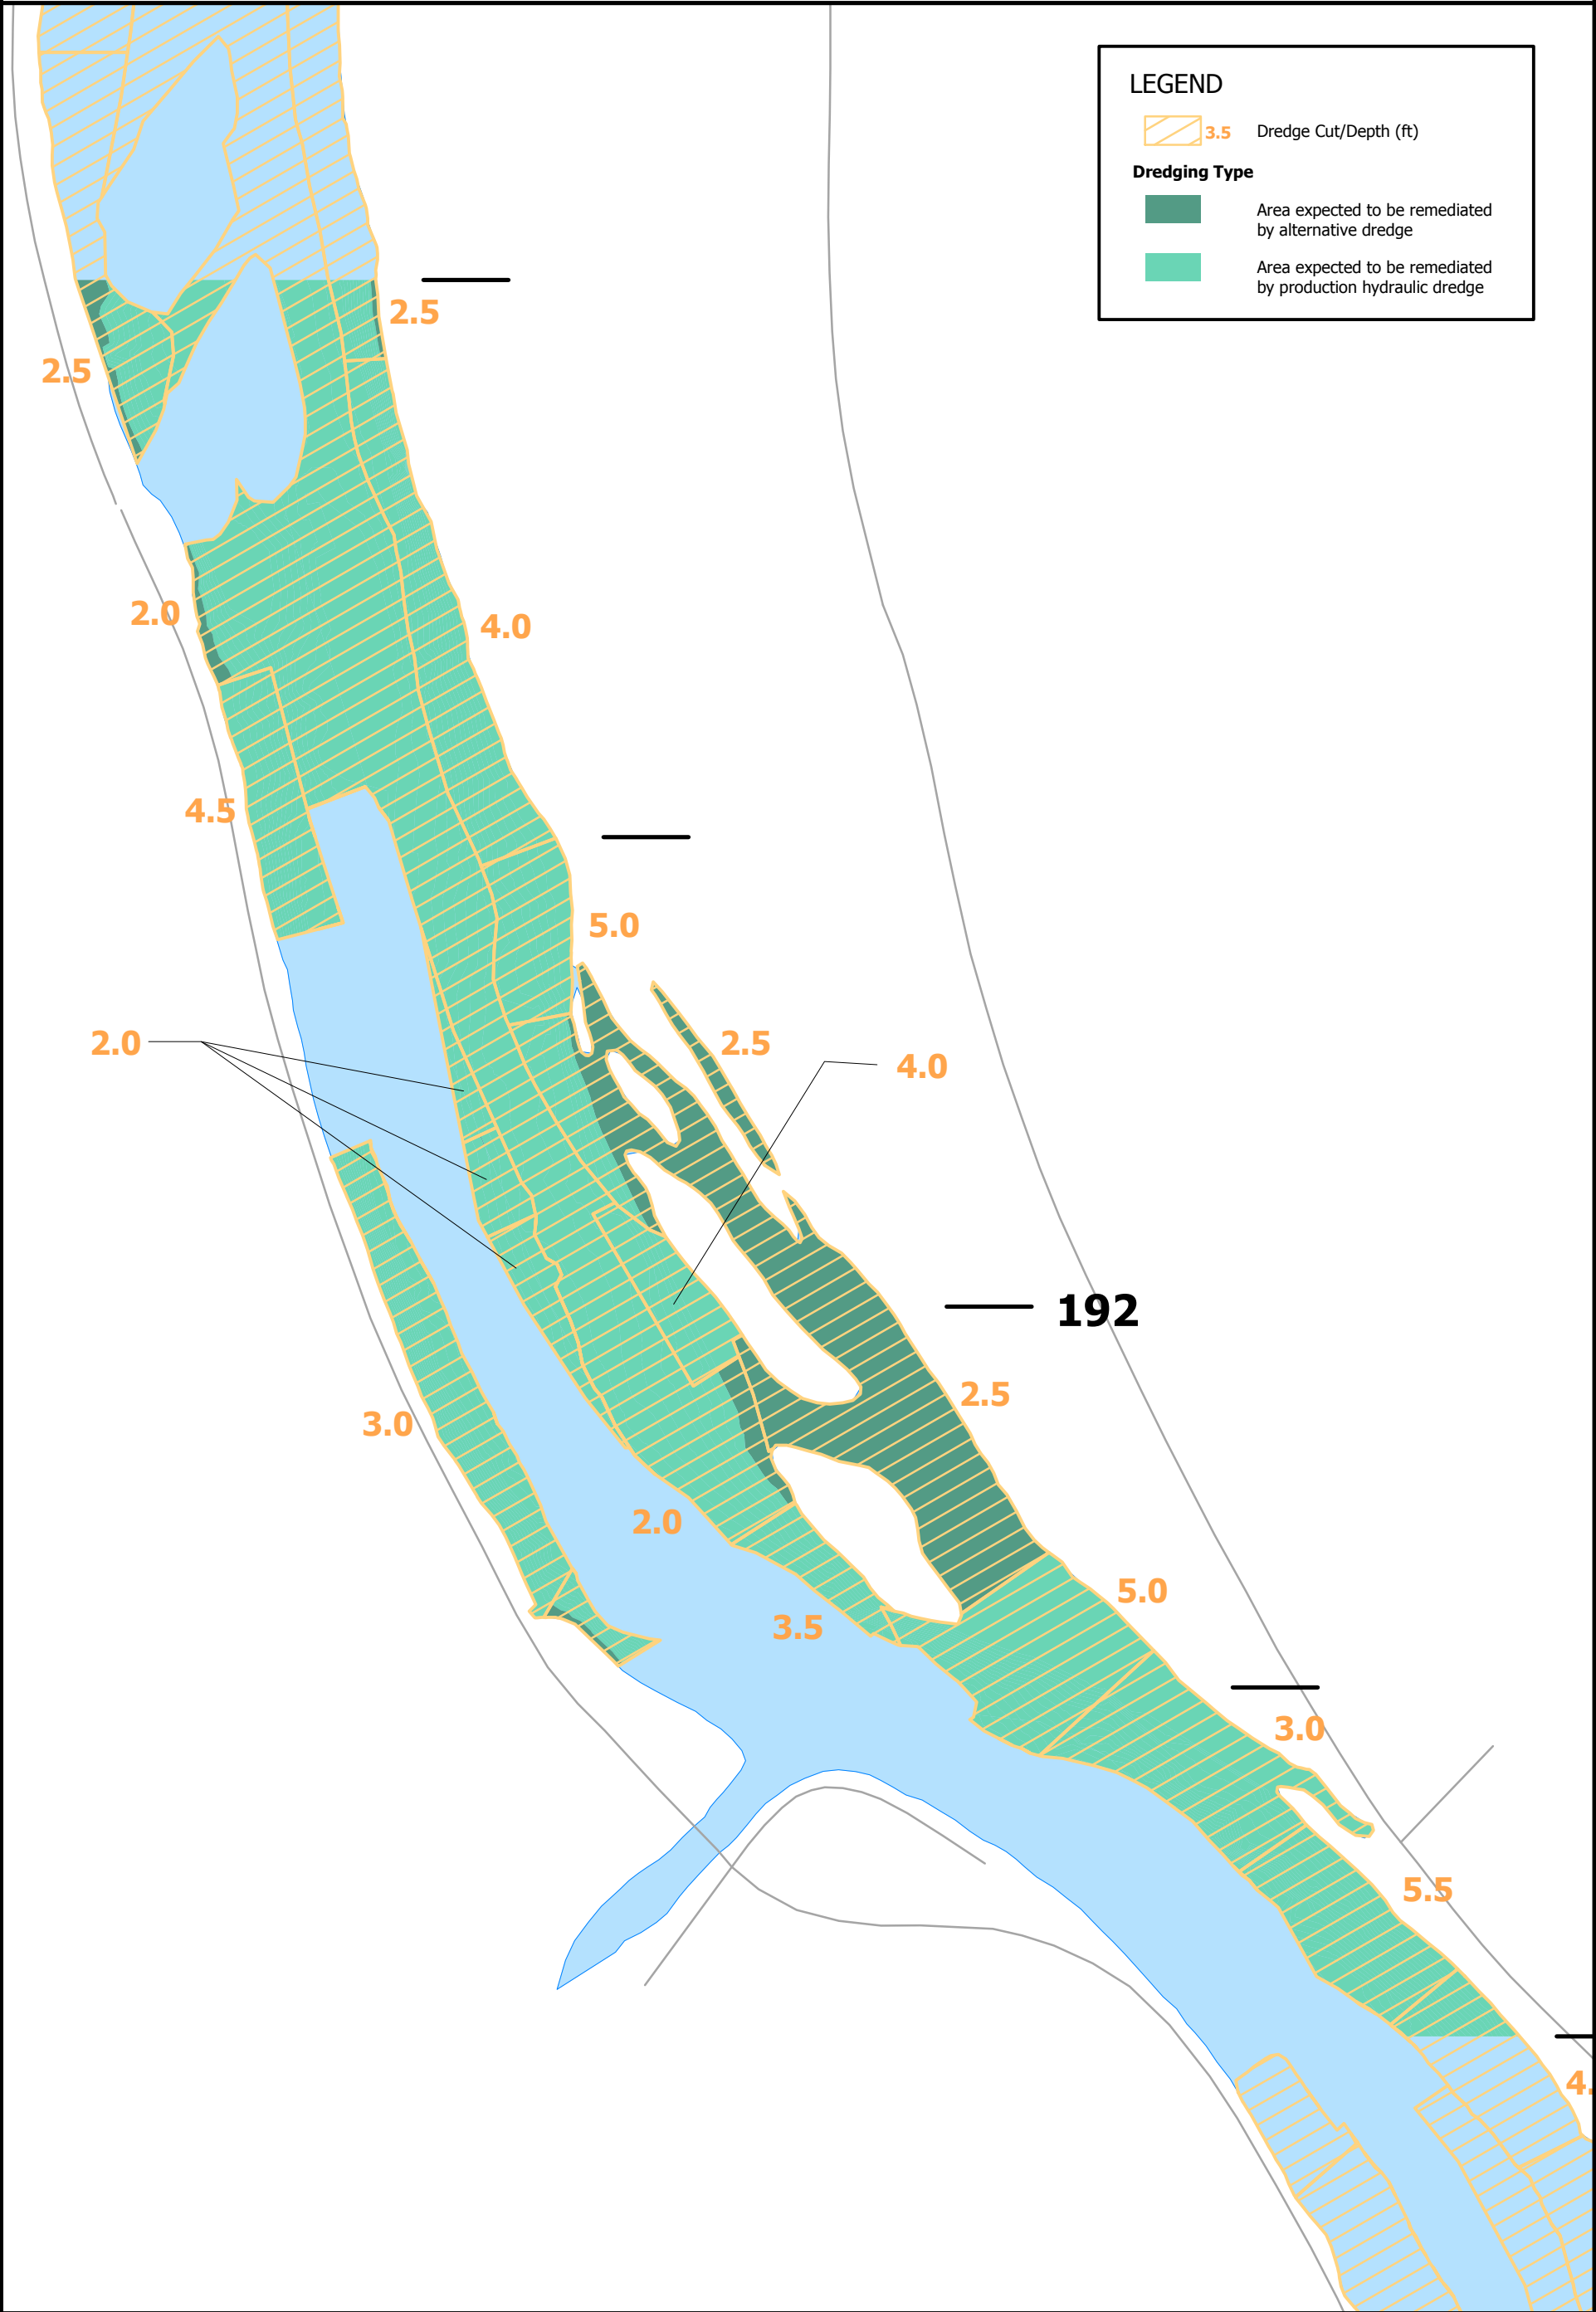 LEGEND
3.5 Dredge Cut/Depth (ft)
Dredging Type
Area expected to be remediated
by alternative dredge
Area expected to be remediated
by production hydraulic dredge
2.5
2.5
2.0
4.0
4.5
5.0
2.0
2.5
4.0
192
2.5
3.0
2.0
5.0
3.5
3.0
5.5
4.